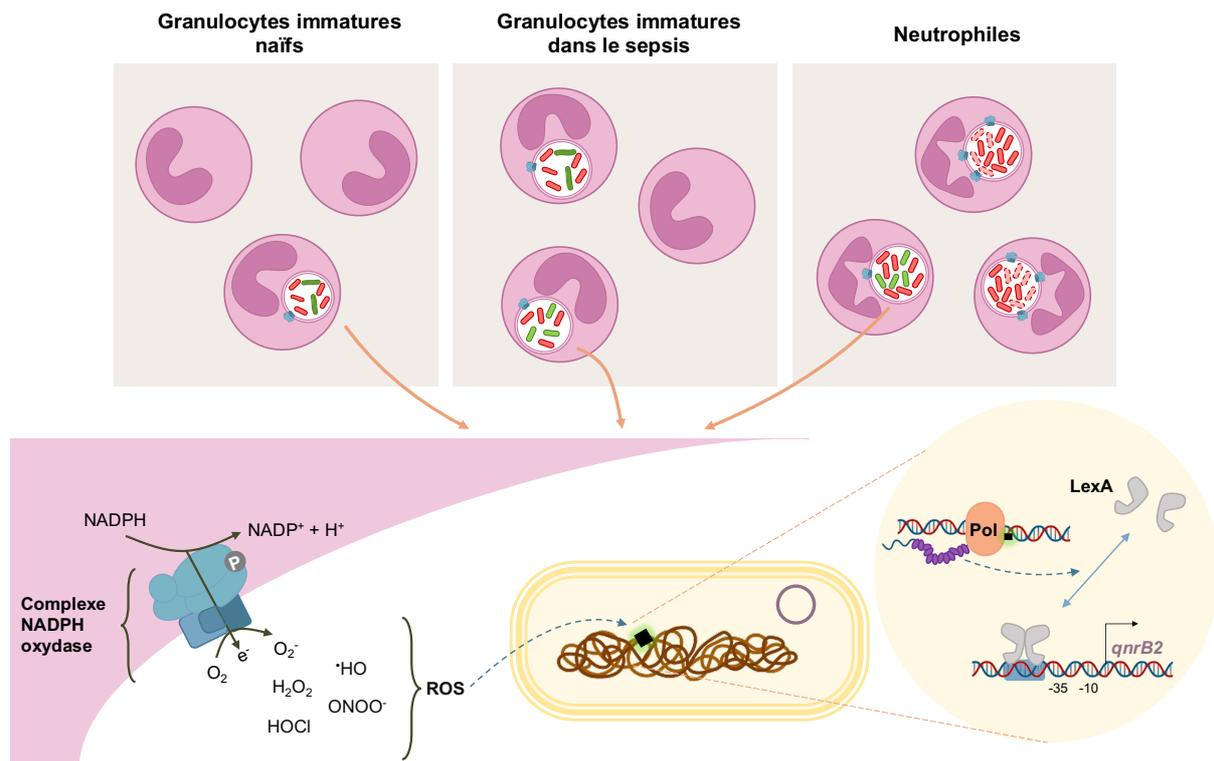 Granulocytes immatures
naïfs
Granulocytes immatures
dans le sepsis
Neutrophiles
NADPH
NADP⁺ + H⁺
P
Complexe
NADPH
oxydase
O₂
e⁻
O₂⁻
•HO
H₂O₂
ONOO⁻
HOCl
ROS
LexA
Pol
qnrB2
-35 -10